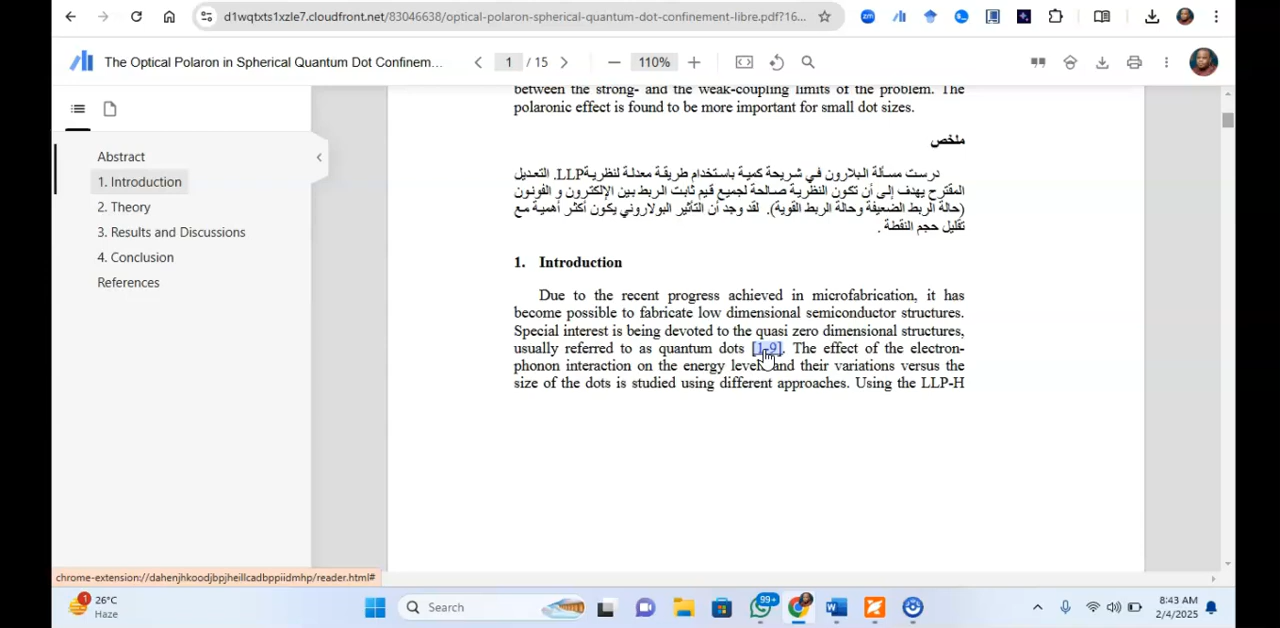 d1wqtxts1xzle7.cloudfront.net/83046638/optical-polaron-spherical-quantum-dot-confinement-libre.pdf?16...
The Optical Polaron in Spherical Quantum Dot Confinem...
1 / 15
110%
Abstract
1. Introduction
2. Theory
3. Results and Discussions
4. Conclusion
References
between the strong- and the weak-coupling limits of the problem. The
polaronic effect is found to be more important for small dot sizes.
ملخص
درست مسألة البلارون في شريحة كمية باستخدام طريقة معدلة لنظرية LLP. التعديل
المقترح يهدف إلى أن تكون النظرية صالحة لجميع قيم ثابت الربط بين الإلكترون و الفونون
(حالة الربط الضعيفة وحالة الربط القوية). لقد وجد أن التأثير البولاروني يكون أكثر أهمية مع
تقليل حجم النقطة .
1. Introduction
Due to the recent progress achieved in microfabrication, it has
become possible to fabricate low dimensional semiconductor structures.
Special interest is being devoted to the quasi zero dimensional structures,
usually referred to as quantum dots [1-9]. The effect of the electron-
phonon interaction on the energy level and their variations versus the
size of the dots is studied using different approaches. Using the LLP-H
chrome-extension://dahenjhkoodjbpjheillcadbppiidmhp/reader.html#
1
26°C
Haze
Search
99+
8:43 AM
2/4/2025